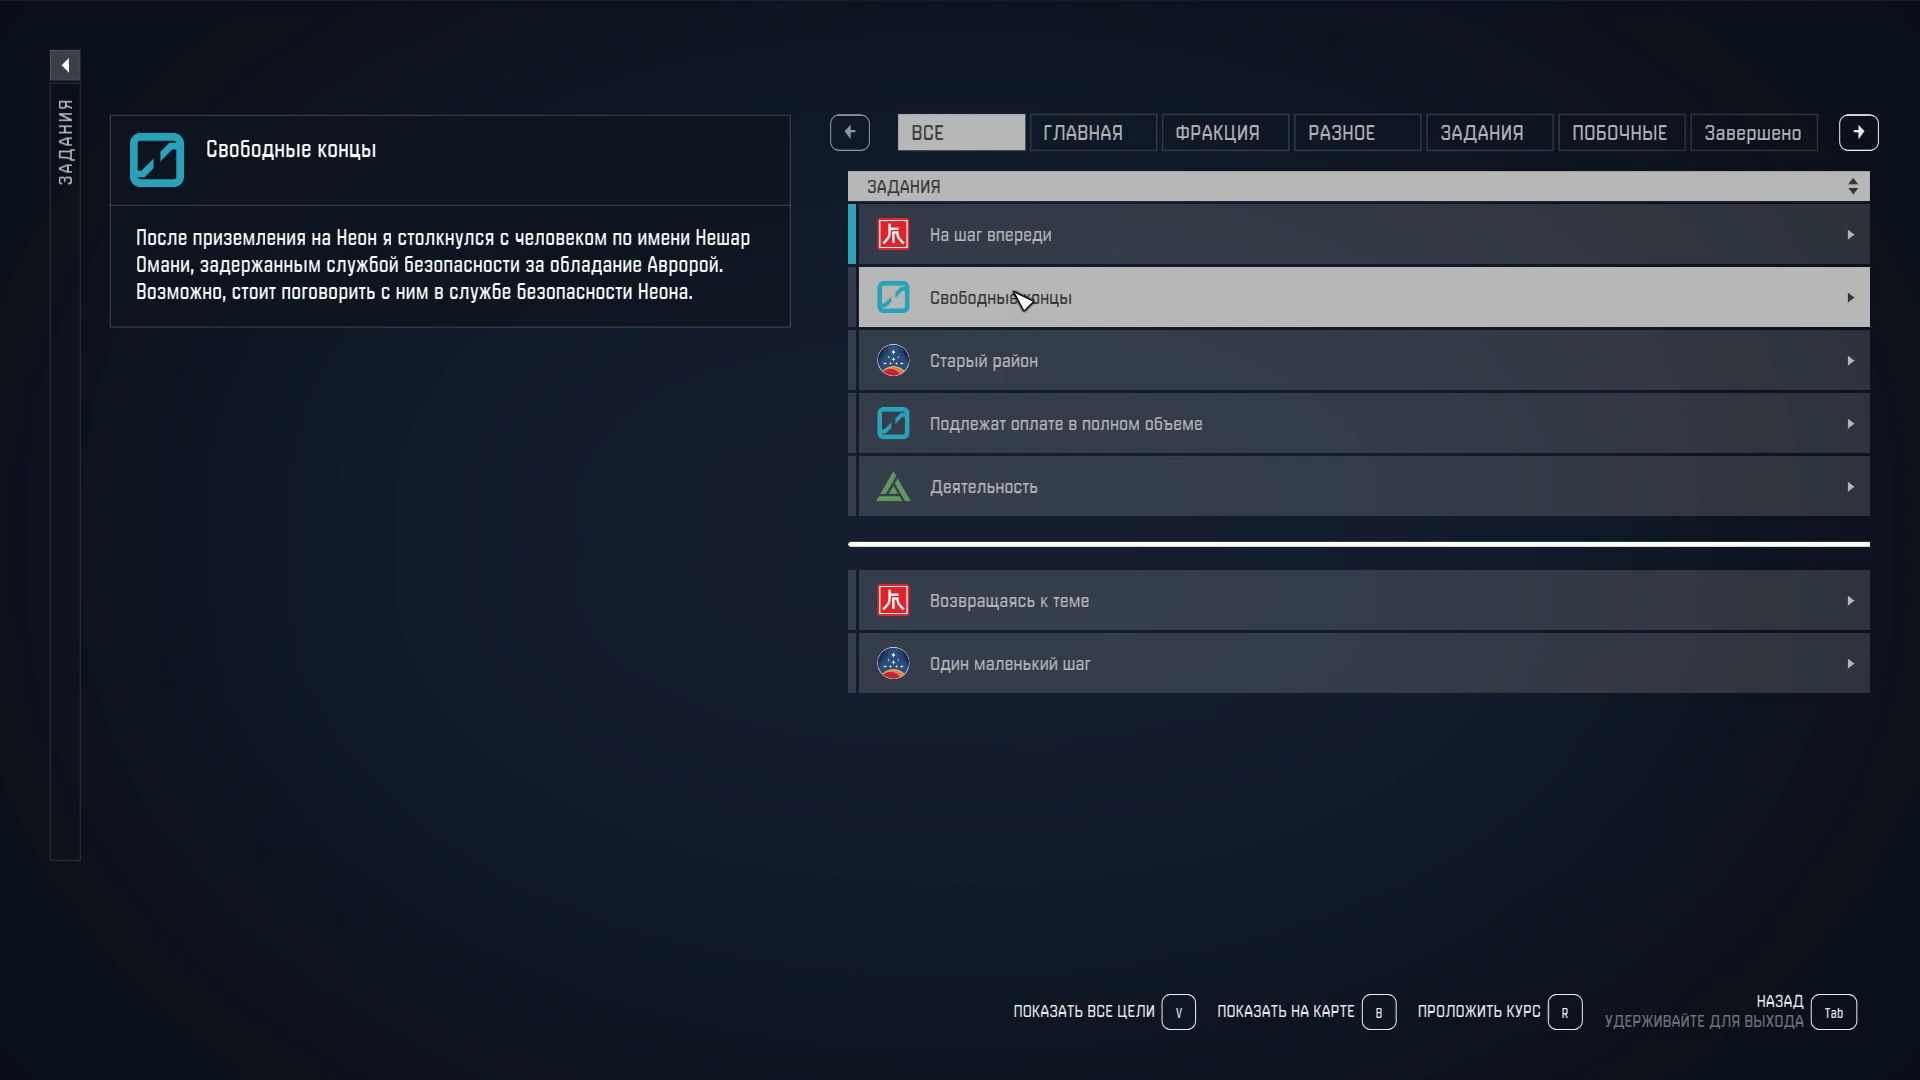 ЗАДАНИЯ
Свободные концы
После приземления на Неон я столкнулся с человеком по имени Нешар
Омани, задержанным службой безопасности за обладание Авророй.
Возможно, стоит поговорить с ним в службе безопасности Неона.
ВСЕ
ГЛАВНАЯ
ФРАКЦИЯ
РАЗНОЕ
ЗАДАНИЯ
ПОБОЧНЫЕ
Завершено
ЗАДАНИЯ
На шаг впереди
Свободные концы
Старый район
Подлежат оплате в полном объеме
Деятельность
Возвращаясь к теме
Один маленький шаг
ПОКАЗАТЬ ВСЕ ЦЕЛИ V
ПОКАЗАТЬ НА КАРТЕ B
ПРОЛОЖИТЬ КУРС R
НАЗАД
УДЕРЖИВАЙТЕ ДЛЯ ВЫХОДА
Tab